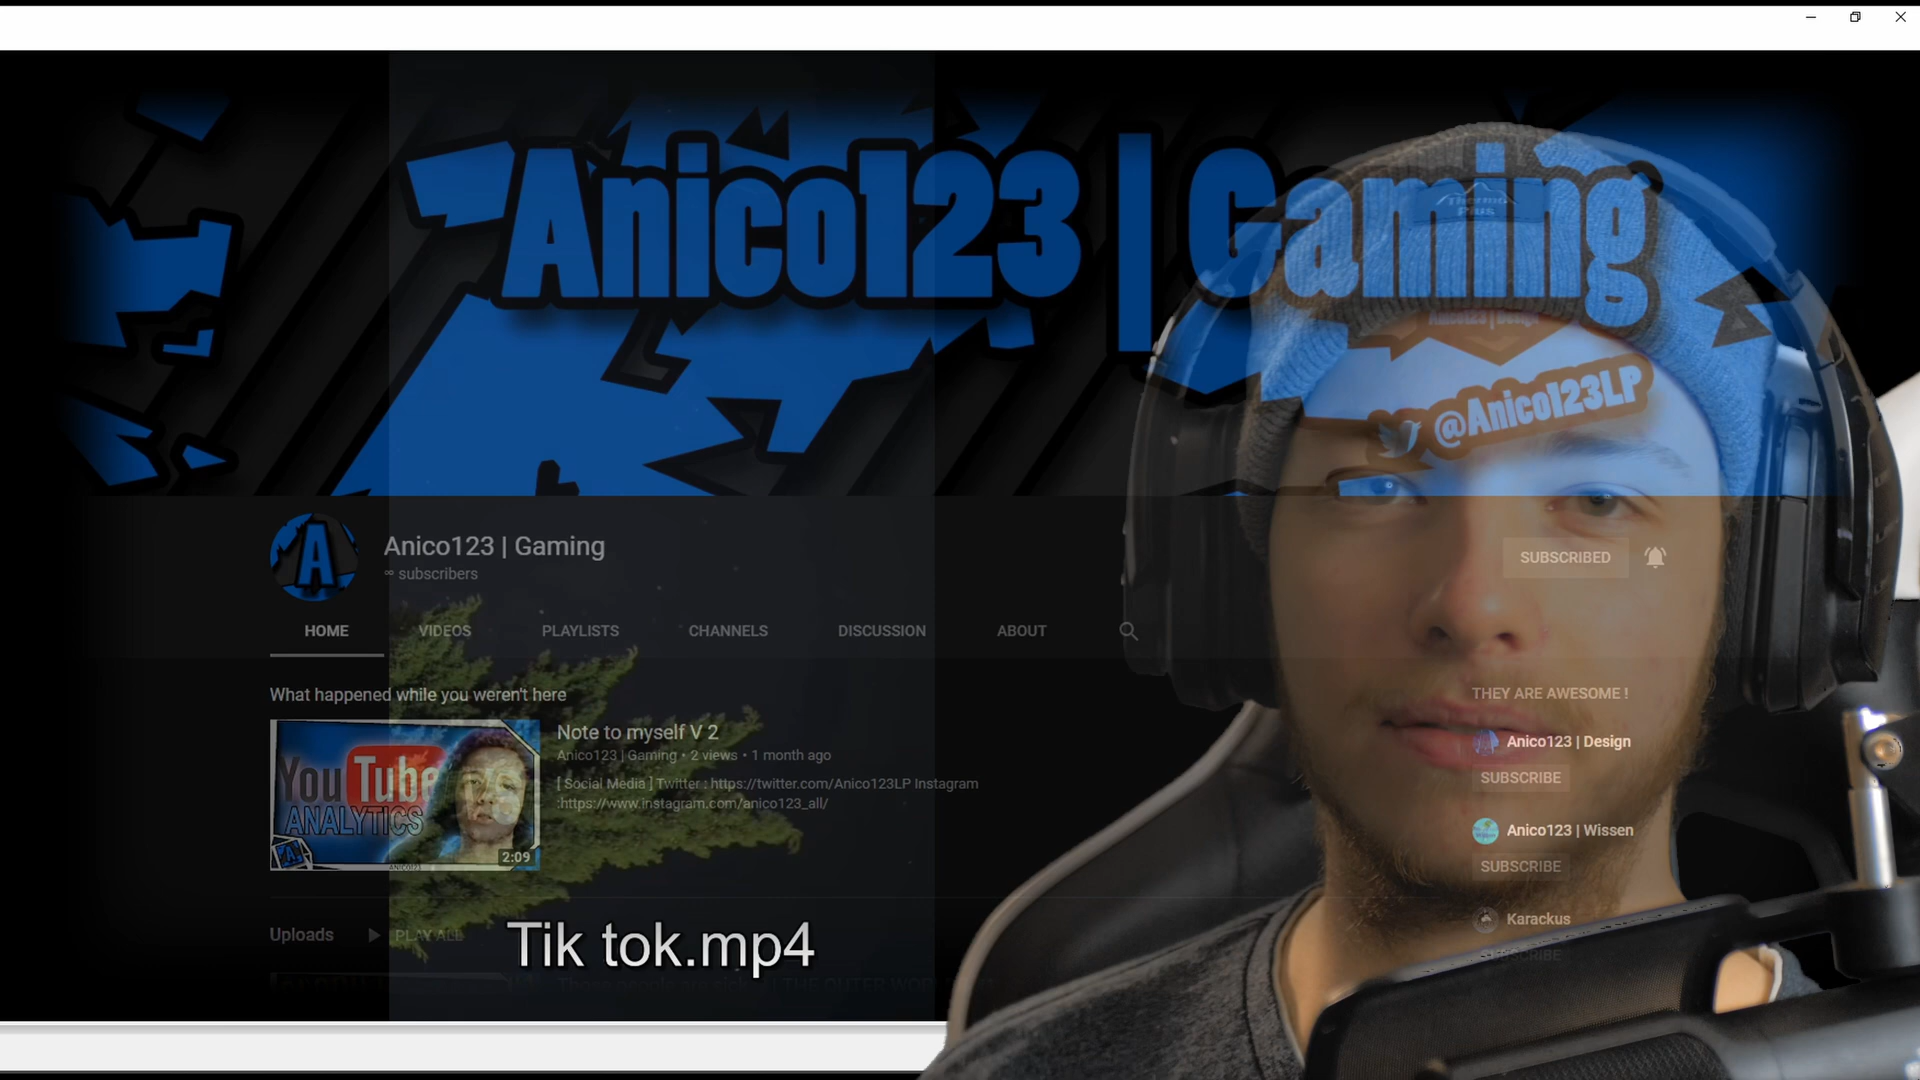 Anico123 | Gaming
Thermo
Plus
@Anico123LP
A
Anico123 | Gaming
∞ subscribers
SUBSCRIBED
HOME
VIDEOS
PLAYLISTS
CHANNELS
DISCUSSION
ABOUT
What happened while you weren't here
YouTube
ANALYTICS
2:09
Note to myself V 2
Anico123 | Gaming • 2 views • 1 month ago
[ Social Media ] Twitter : https://twitter.com/Anico123LP Instagram
:https://www.instagram.com/anico123_all/
THEY ARE AWESOME !
Anico123 | Design
SUBSCRIBE
Anico123 | Wissen
SUBSCRIBE
Karackus
SUBSCRIBE
Uploads
PLAY ALL
Tik tok.mp4